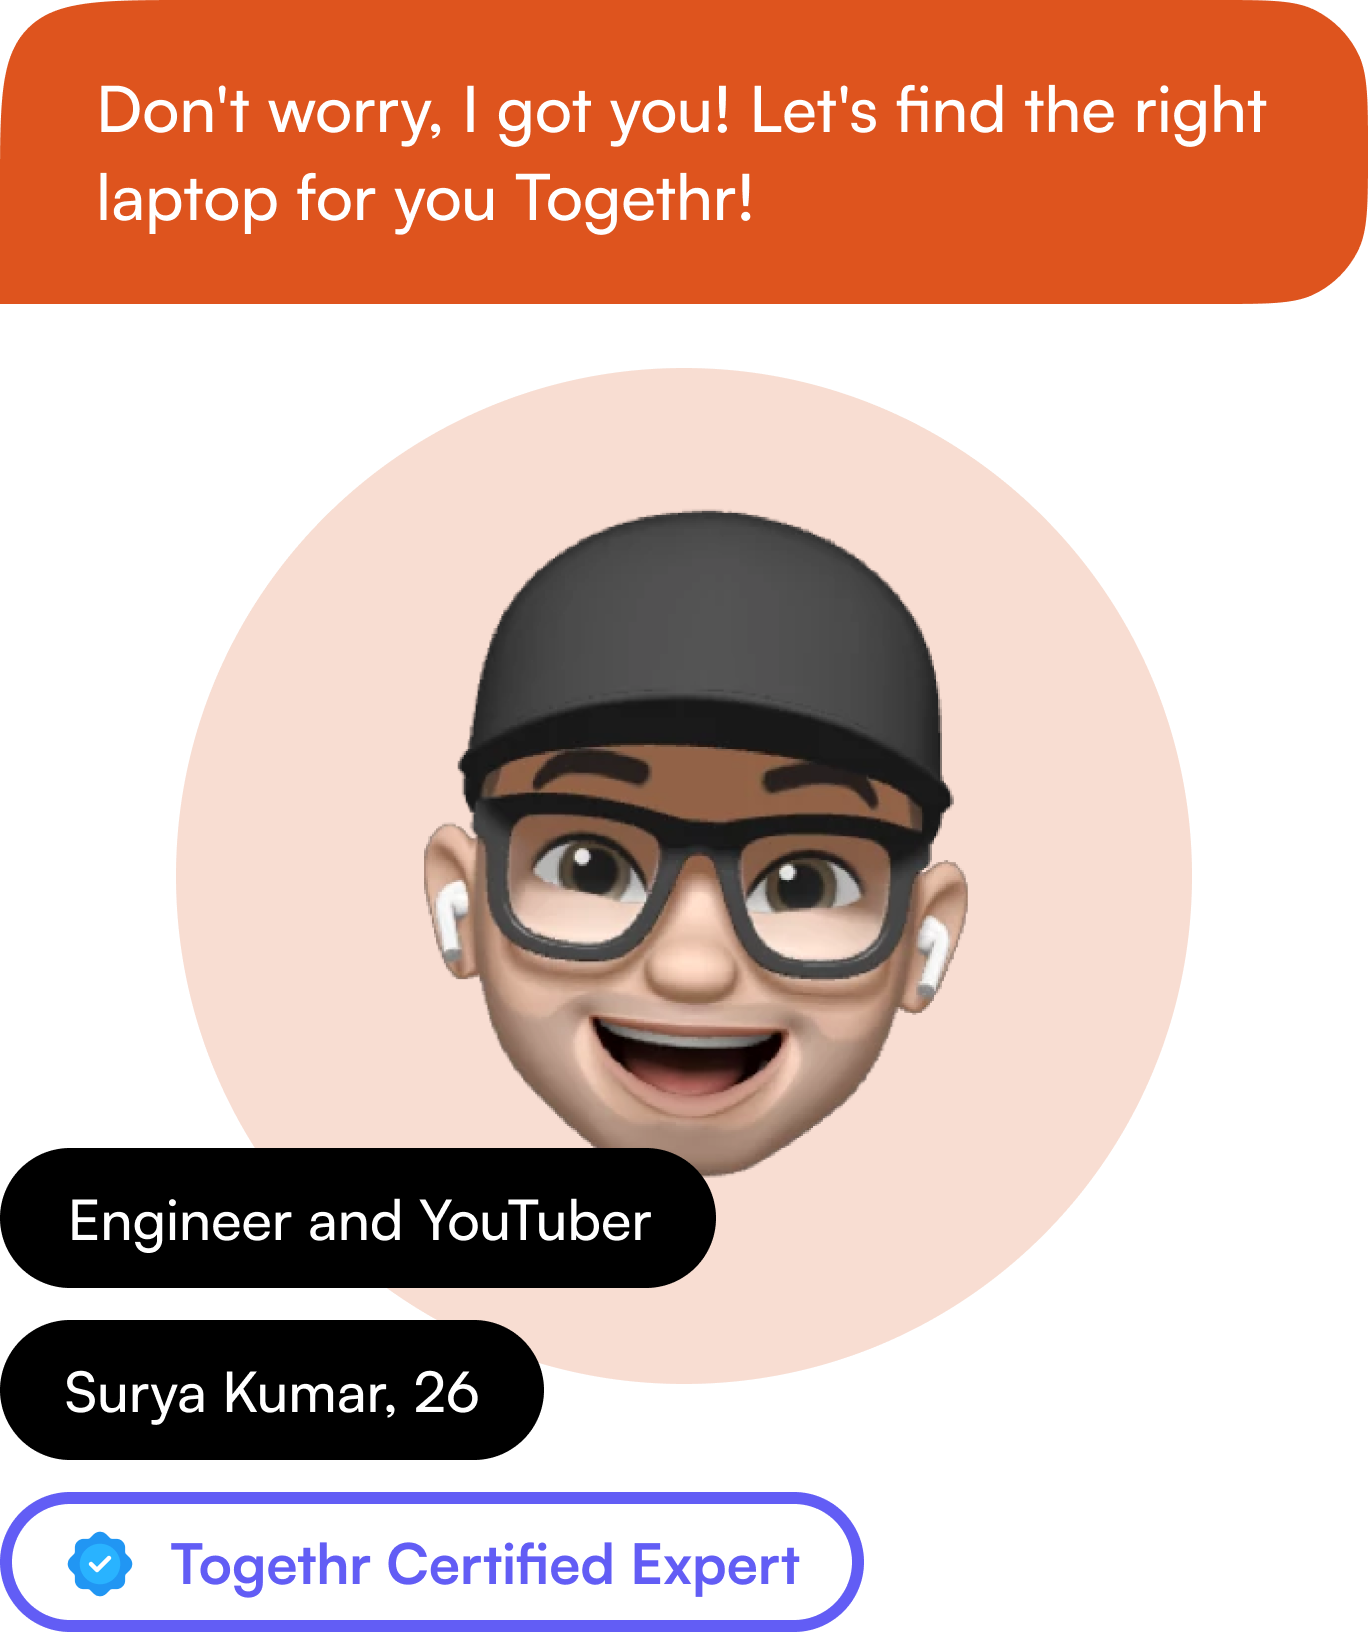 Don't worry, I got you! Let's find the right
laptop for you Togethr!
Engineer and YouTuber
Surya Kumar, 26
Togethr Certified Expert